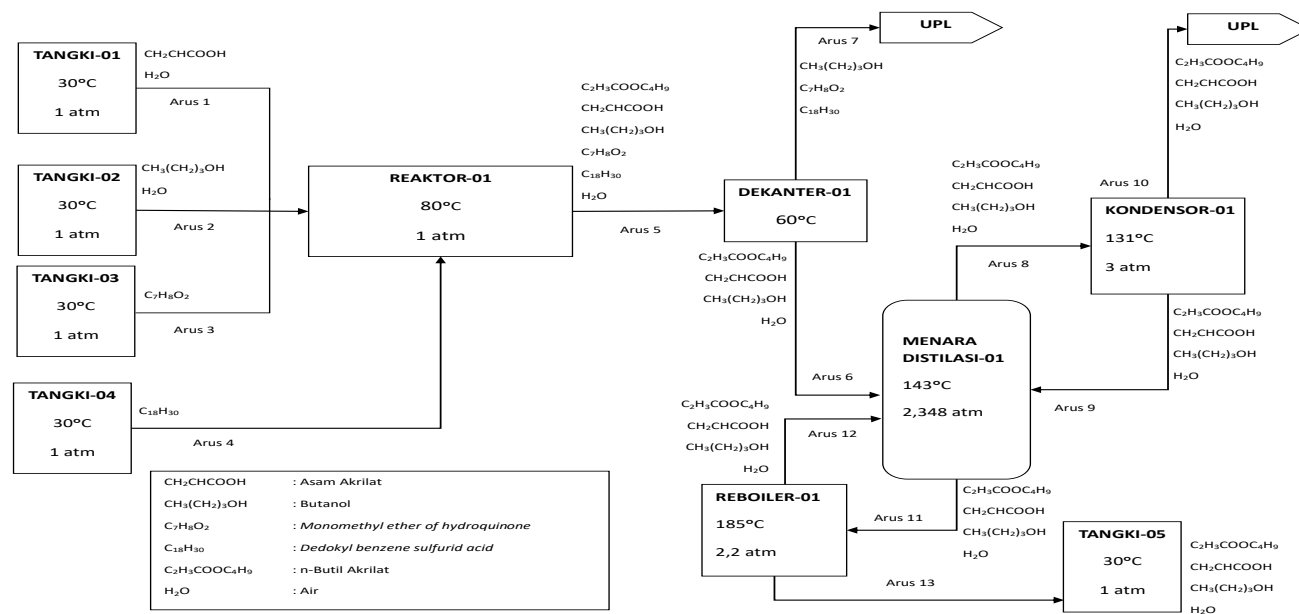 TANGKI-01
30°C
1 atm
CH₂CHCOOH
H₂O
Arus 1
TANGKI-02
30°C
1 atm
CH₃(CH₂)₃OH
H₂O
Arus 2
TANGKI-03
30°C
1 atm
C₇H₈O₂
Arus 3
TANGKI-04
30°C
1 atm
C₁₈H₃₀
Arus 4
REAKTOR-01
80°C
1 atm
C₂H₃COOC₄H₉
CH₂CHCOOH
CH₃(CH₂)₃OH
C₇H₈O₂
C₁₈H₃₀
H₂O
Arus 5
DEKANTER-01
60°C
Arus 7
UPL
CH₃(CH₂)₃OH
C₇H₈O₂
C₁₈H₃₀
C₂H₃COOC₄H₉
CH₂CHCOOH
CH₃(CH₂)₃OH
H₂O
Arus 6
MENARA
DISTILASI-01
143°C
2,348 atm
C₂H₃COOC₄H₉
CH₂CHCOOH
CH₃(CH₂)₃OH
H₂O
Arus 8
KONDENSOR-01
131°C
3 atm
Arus 10
UPL
C₂H₃COOC₄H₉
CH₂CHCOOH
CH₃(CH₂)₃OH
H₂O
C₂H₃COOC₄H₉
CH₂CHCOOH
CH₃(CH₂)₃OH
H₂O
Arus 9
C₂H₃COOC₄H₉
CH₂CHCOOH
CH₃(CH₂)₃OH
H₂O
Arus 12
REBOILER-01
185°C
2,2 atm
Arus 11
C₂H₃COOC₄H₉
CH₂CHCOOH
CH₃(CH₂)₃OH
H₂O
Arus 13
TANGKI-05
30°C
1 atm
C₂H₃COOC₄H₉
CH₂CHCOOH
CH₃(CH₂)₃OH
H₂O
CH₂CHCOOH : Asam Akrilat
CH₃(CH₂)₃OH : Butanol
C₇H₈O₂ : Monomethyl ether of hydroquinone
C₁₈H₃₀ : Dedokyl benzene sulfurid acid
C₂H₃COOC₄H₉ : n-Butil Akrilat
H₂O : Air